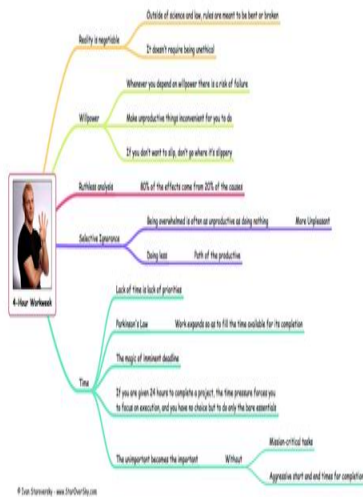 Outside of science and law, rules are meant to be bent or broken
Reality is negotiable
It doesn't require being unethical
Whenever you depend on willpower there is a risk of failure
Willpower
Make unproductive things inconvenient for you to do
If you don't want to slip, don't go where it's slippery
Ruthless analysis
80% of the effects come from 20% of the causes
Being overwhelmed is often as unproductive as doing nothing
More Unpleasant
Selective Ignorance
Doing less
Path of the productive
4-Hour Workweek
Lack of time is lack of priorities
Parkinson's Law
Work expands so as to fill the time available for its completion
The magic of imminent deadline
Time
If you are given 24 hours to complete a project, the time pressure forces you
to focus on execution, and you have no choice but to do only the bare essentials
Mission-critical tasks
The unimportant becomes the important
Without
Aggressive start and end times for completion
© Ivan Staroversky - www.StarOverSky.com